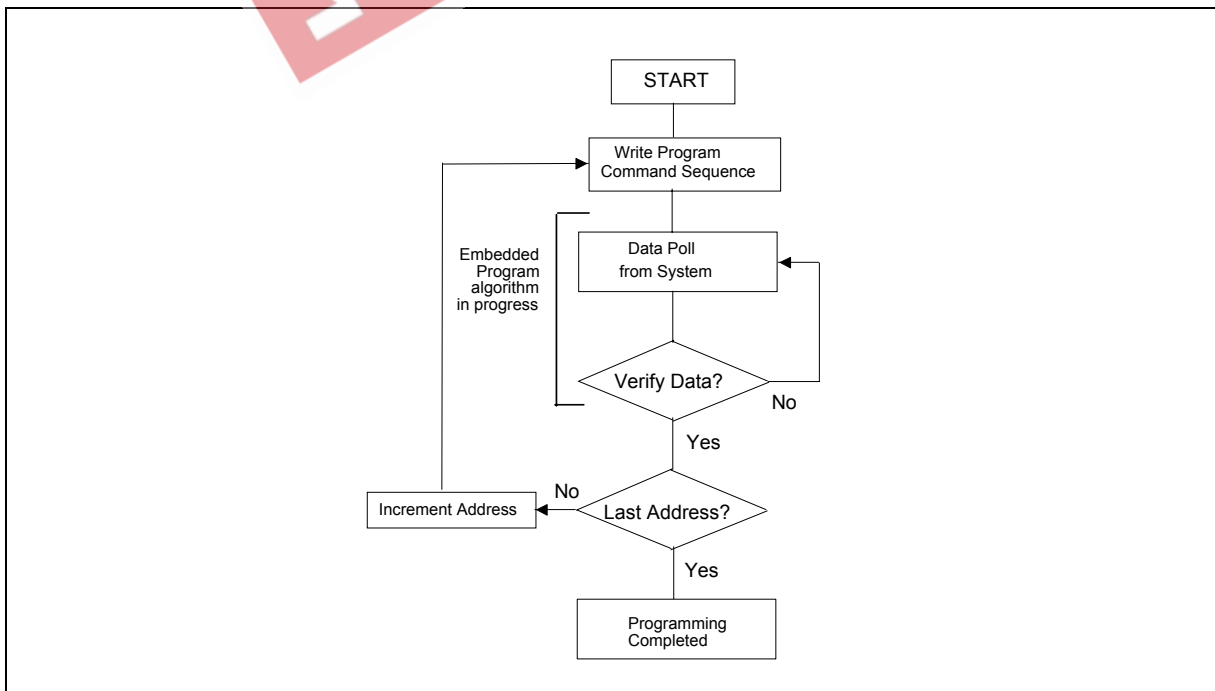 START
Write Program
Command Sequence
Data Poll
from System
Embedded
Program
algorithm
in progress
Verify Data?
No
Yes
Last Address?
No
Increment Address
Yes
Programming
Completed